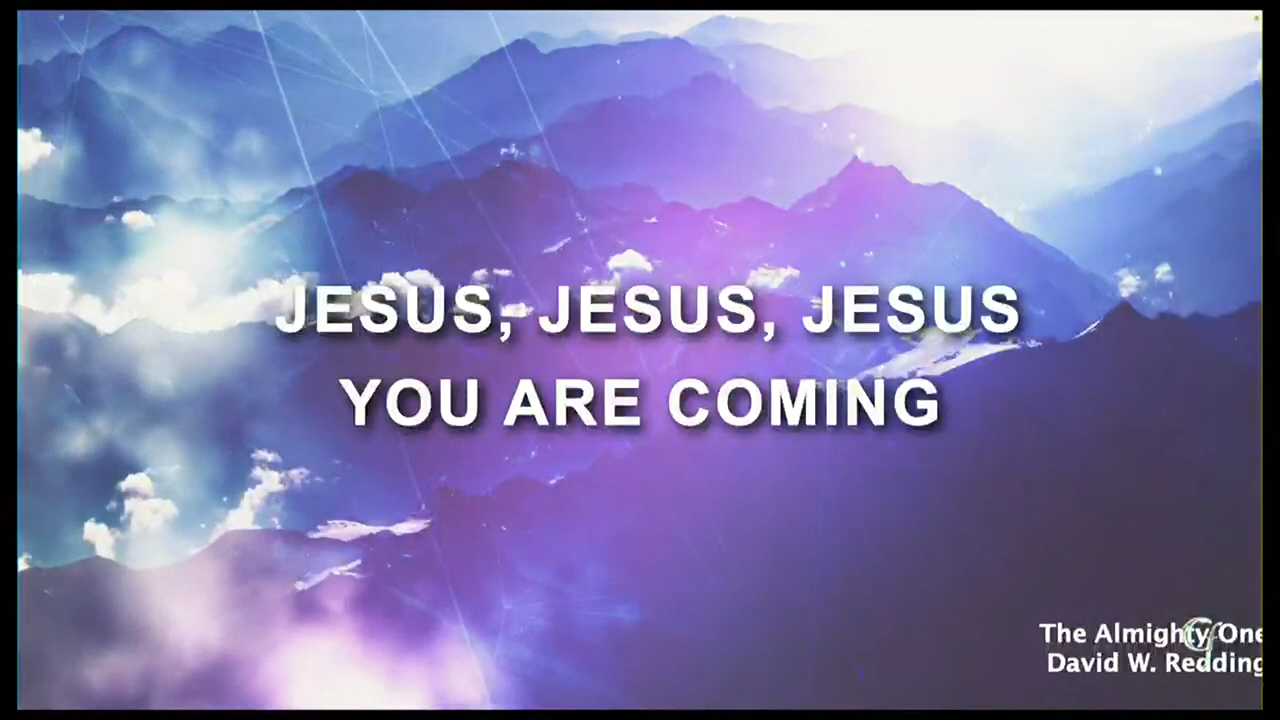 JESUS, JESUS, JESUS
YOU ARE COMING
The Almighty One
David W. Redding